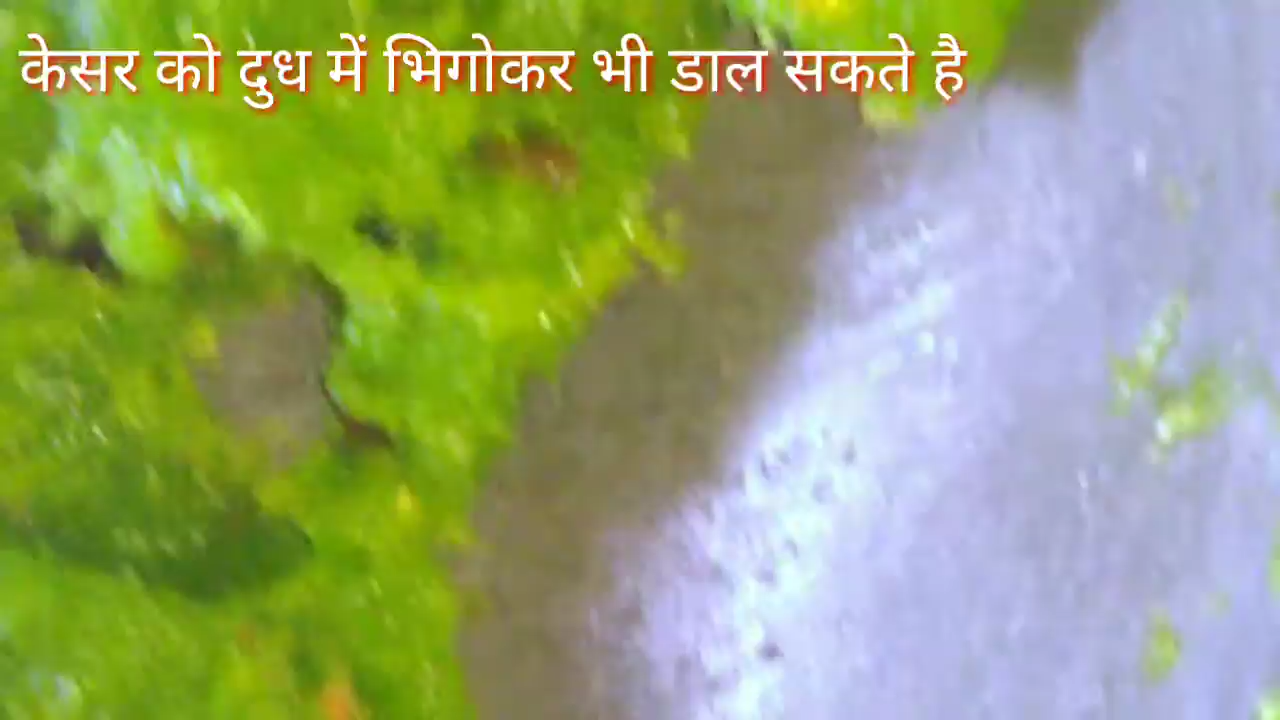 केसर को दुध में भिगोकर भी डाल सकते है